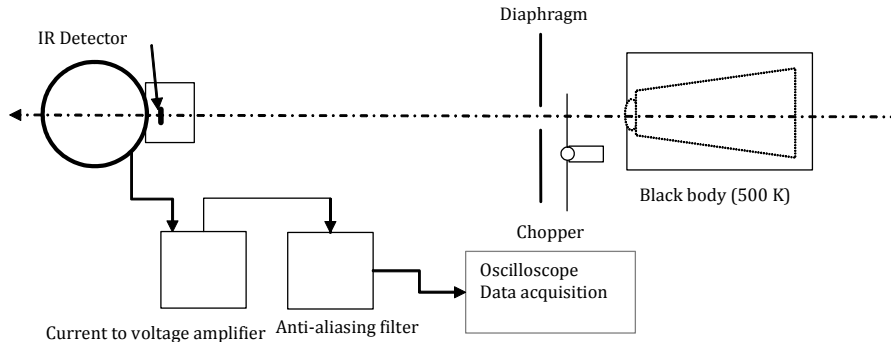 Diaphragm
IR Detector
Black body (500 K)
Chopper
Oscilloscope
Data acquisition
Current to voltage amplifier
Anti-aliasing filter